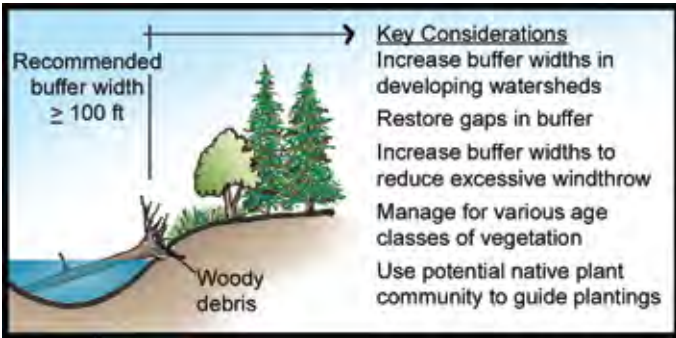 Recommended
buffer width
≥ 100 ft
Woody
debris
Key Considerations
Increase buffer widths in
developing watersheds
Restore gaps in buffer
Increase buffer widths to
reduce excessive windthrow
Manage for various age
classes of vegetation
Use potential native plant
community to guide plantings